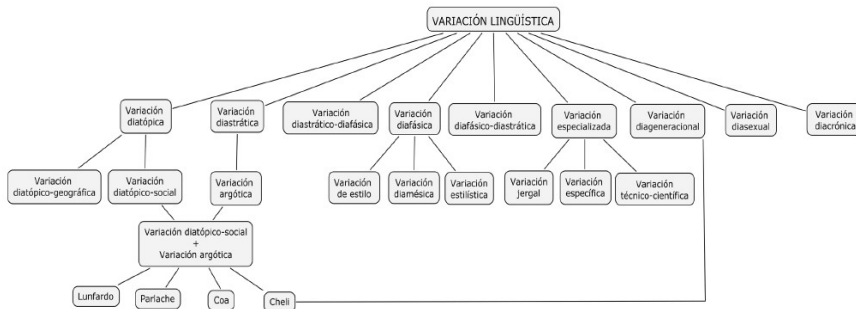 VARIACIÓN LINGÜÍSTICA
Variación
diatópica
Variación
diastrática
Variación
diastrático-diafásica
Variación
diafásica
Variación
diafásico-diastrática
Variación
especializada
Variación
diageneracional
Variación
diasexual
Variación
diacrónica
Variación
diatópico-geográfica
Variación
diatópico-social
Variación
argótica
Variación
de estilo
Variación
diamésica
Variación
estilística
Variación
jergal
Variación
específica
Variación
técnico-científica
Variación diatópico-social
+
Variación argótica
Lunfardo
Parlache
Coa
Cheli